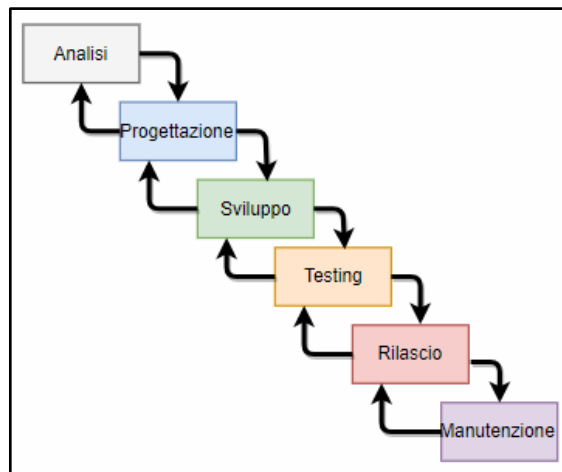 Analisi
Progettazione
Sviluppo
Testing
Rilascio
Manutenzione